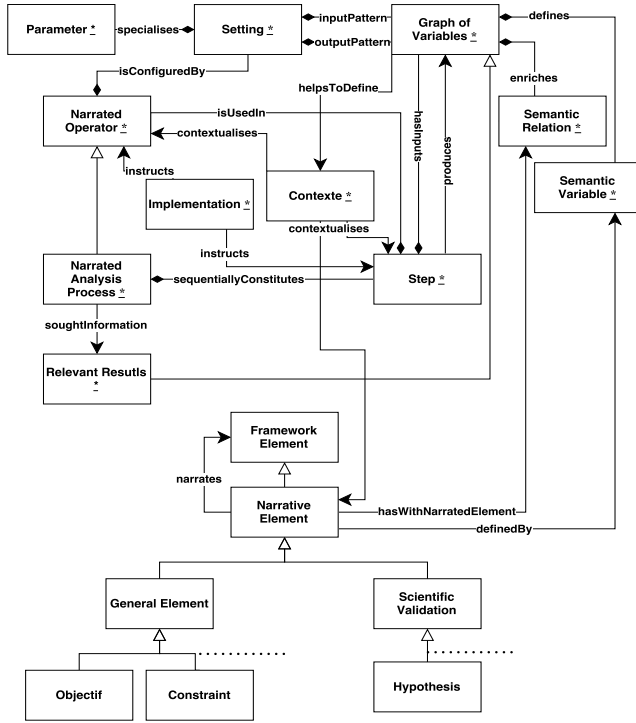 Parameter *
specialises
Setting *
inputPattern
outputPattern
Graph of
Variables *
defines
isConfiguredBy
helpsToDefine
enriches
Narrated
Operator *
isUsedIn
contextualises
hasInputs
produces
Semantic
Relation *
instructs
Implementation *
Contexte *
Semantic
Variable *
contextualises
instructs
Narrated
Analysis
Process *
sequentiallyConstitutes
Step *
soughtInformation
Relevant Resutls
*
Framework
Element
narrates
Narrative
Element
hasWithNarratedElement
definedBy
General Element
Scientific
Validation
Objectif
Constraint
Hypothesis